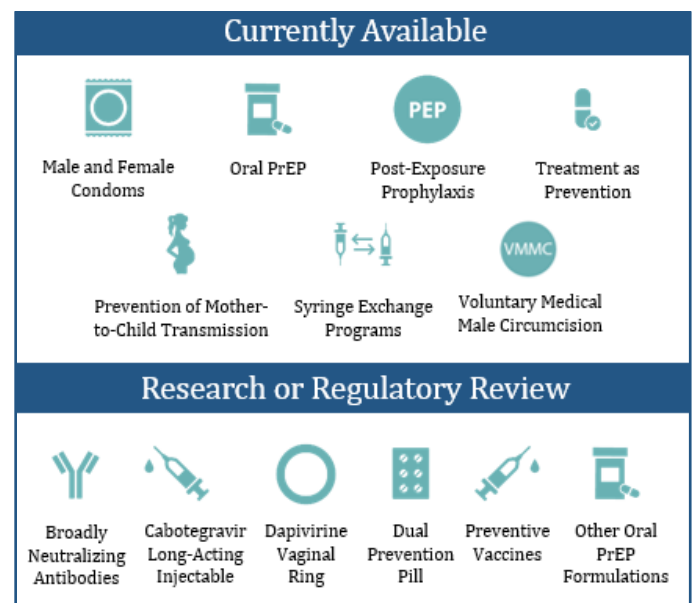 Currently Available
PEP
Male and Female
Condoms
Oral PrEP
Post-Exposure
Prophylaxis
Treatment as
Prevention
VMMC
Prevention of Mother-
to-Child Transmission
Syringe Exchange
Programs
Voluntary Medical
Male Circumcision
Research or Regulatory Review
Broadly
Neutralizing
Antibodies
Cabotegravir
Long-Acting
Injectable
Dapivirine
Vaginal
Ring
Dual
Prevention
Pill
Preventive
Vaccines
Other Oral
PrEP
Formulations